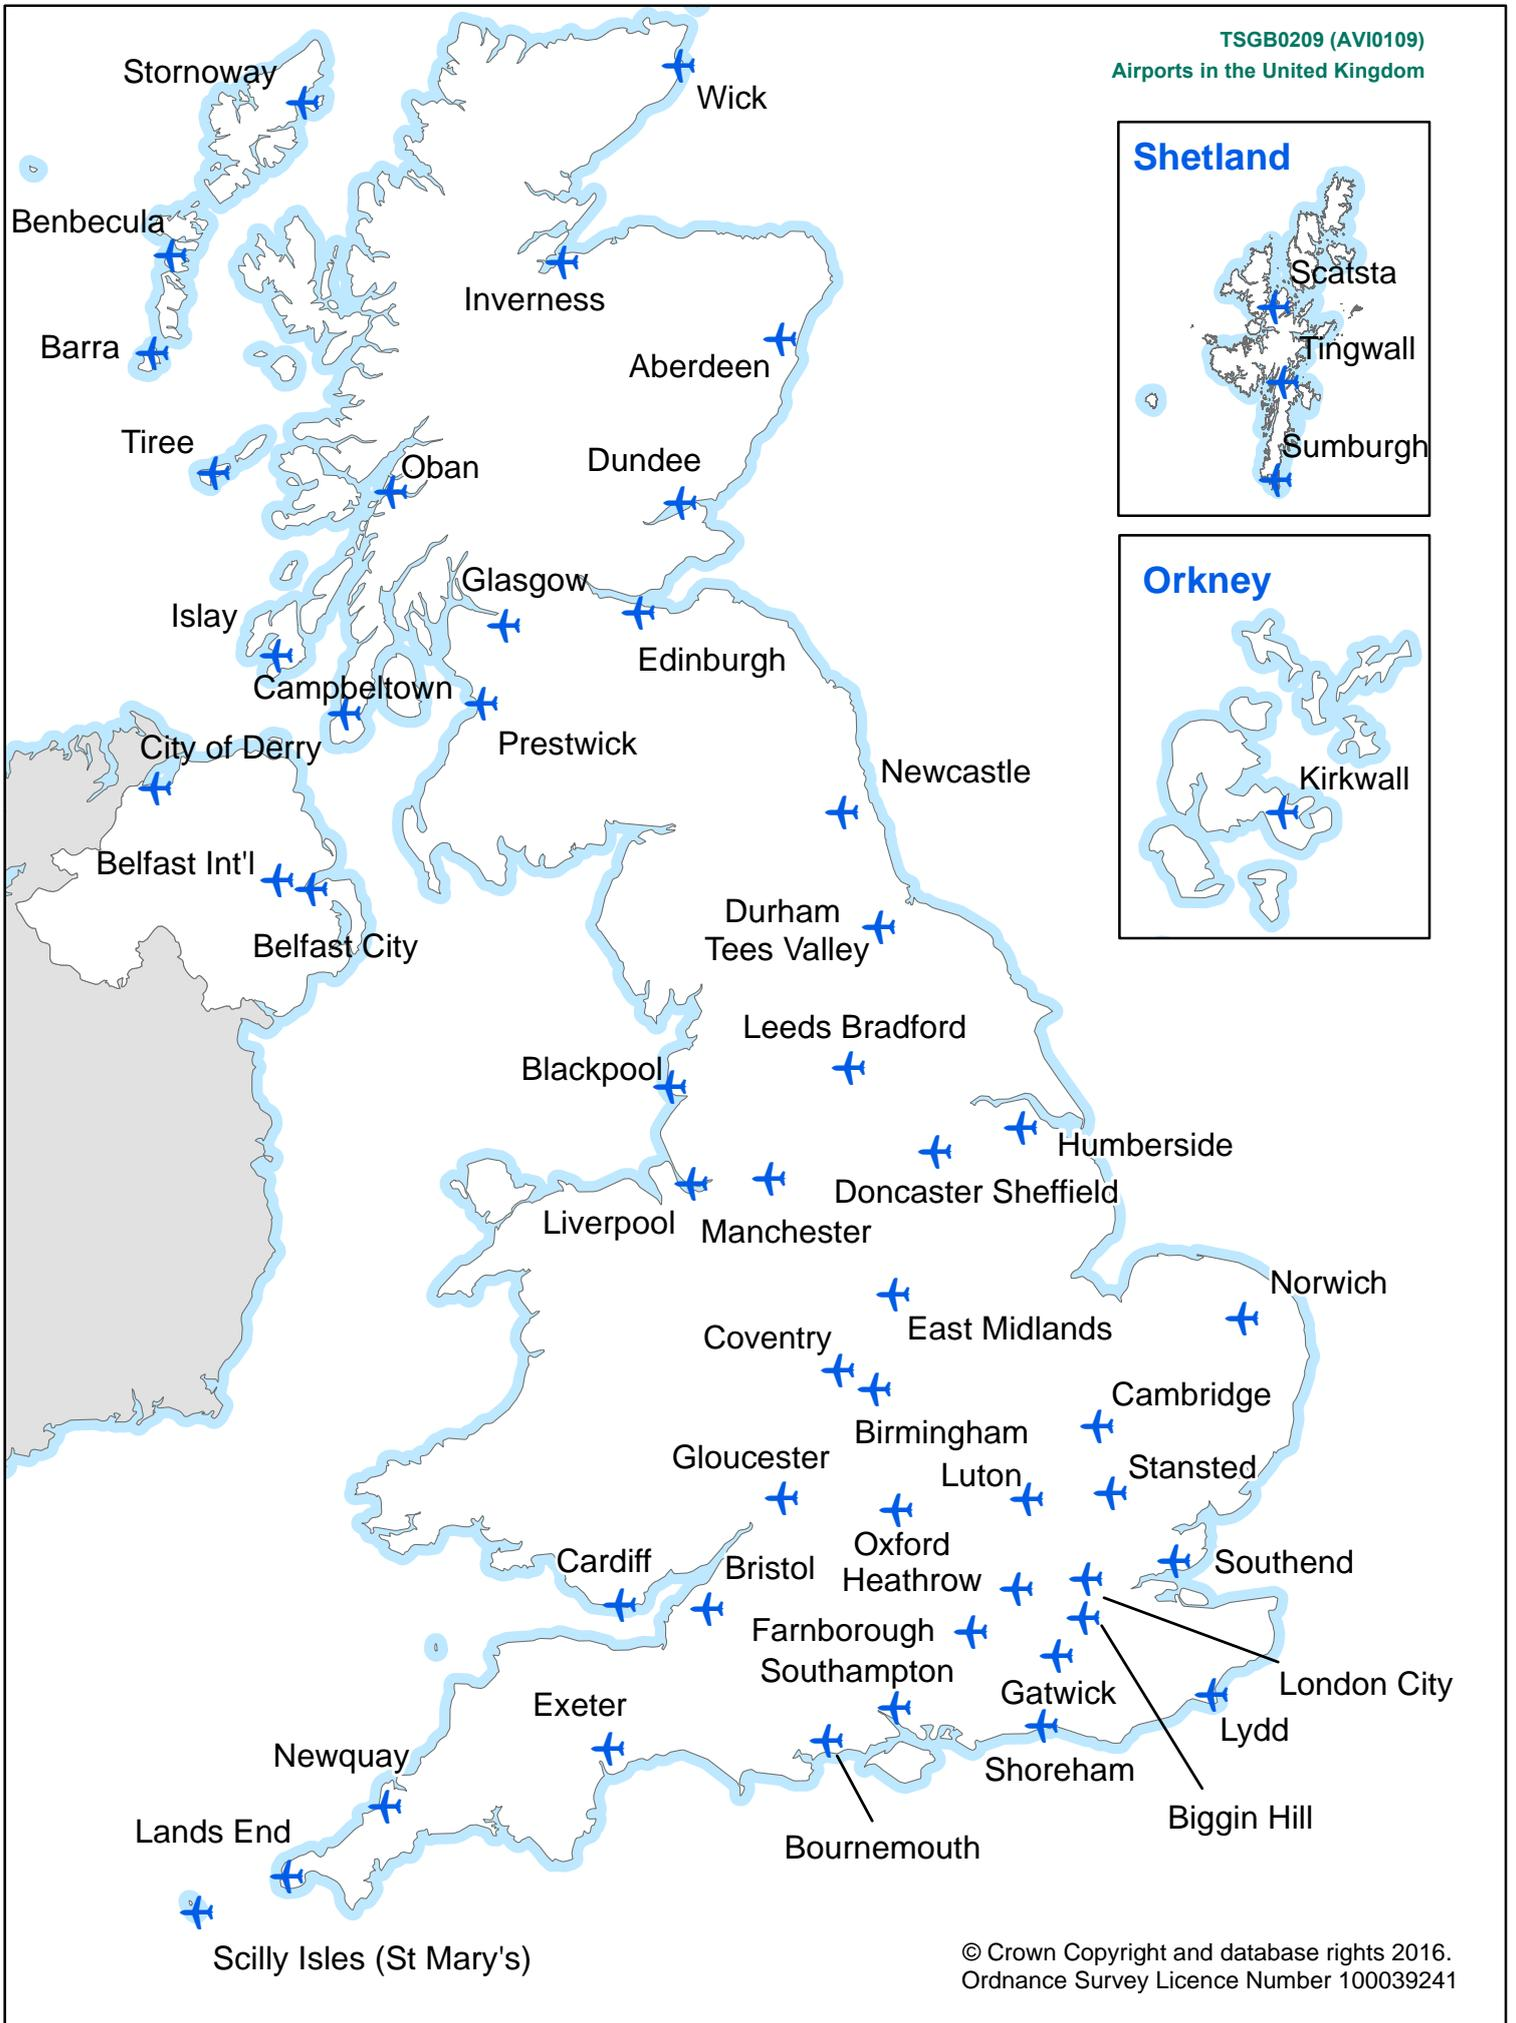 TSGB0209 (AVI0109)
Airports in the United Kingdom
Stornoway
Wick
Shetland
Benbecula
Scatsta
Inverness
Barra
Tingwall
Aberdeen
Tiree
Sumburgh
Oban
Dundee
Glasgow
Orkney
Islay
Edinburgh
Campbeltown
Prestwick
City of Derry
Newcastle
Kirkwall
Belfast Int'l
Durham
Tees Valley
Belfast City
Leeds Bradford
Blackpool
Humberside
Doncaster Sheffield
Liverpool
Manchester
Norwich
East Midlands
Coventry
Cambridge
Birmingham
Gloucester
Stansted
Luton
Oxford
Cardiff
Bristol
Southend
Heathrow
Farnborough
Southampton
London City
Gatwick
Exeter
Lydd
Newquay
Shoreham
Biggin Hill
Lands End
Bournemouth
Scilly Isles (St Mary's)
© Crown Copyright and database rights 2016.
Ordnance Survey Licence Number 100039241